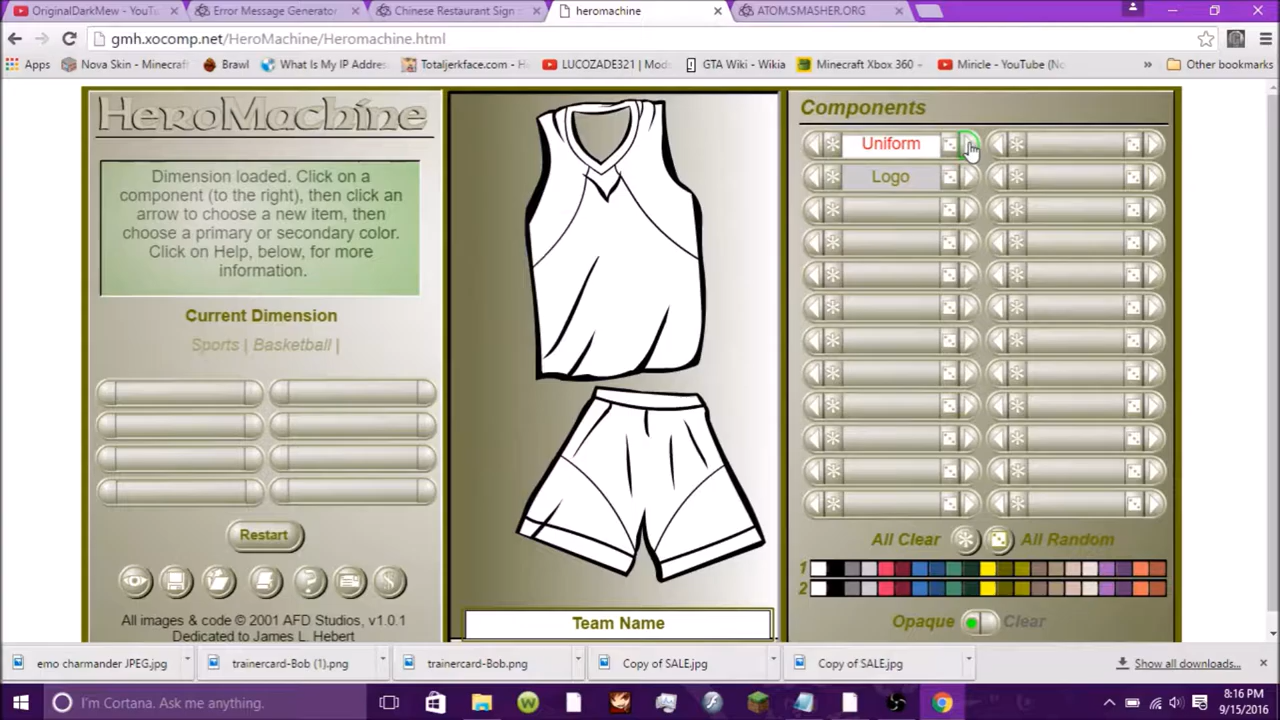 OriginalDarkMew - YouTu
Error Message Generator
Chinese Restaurant Sign
heromachine
ATOM.SMASHER.ORG
gmh.xocomp.net/HeroMachine/Heromachine.html
Apps
Nova Skin - Minecraft
Brawl
What Is My IP Addres
Totaljerkface.com - H
LUCOZADE321 | Mod
GTA Wiki - Wikia
Minecraft Xbox 360 -
Miricle - YouTube (No
»
Other bookmarks
HeroMachine
Dimension loaded. Click on a
component (to the right), then click an
arrow to choose a new item, then
choose a primary or secondary color.
Click on Help, below, for more
information.
Current Dimension
Sports | Basketball |
Restart
?
$
All images & code © 2001 AFD Studios, v1.0.1
Dedicated to James L. Hebert
Team Name
Components
Uniform
Logo
All Clear
All Random
1
2
Opaque
Clear
emo charmander JPEG.jpg
trainercard-Bob (1).png
trainercard-Bob.png
Copy of SALE.jpg
Copy of SALE.jpg
Show all downloads...
I'm Cortana. Ask me anything.
8:16 PM
9/15/2016